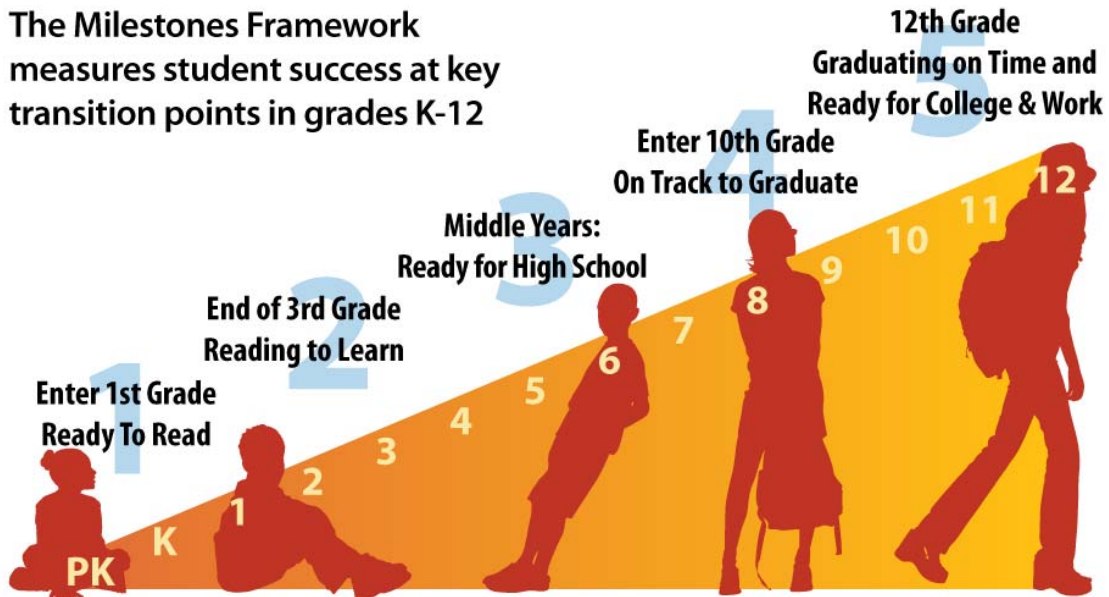 The Milestones Framework
measures student success at key
transition points in grades K-12
1
Enter 1st Grade
Ready To Read
2
End of 3rd Grade
Reading to Learn
3
Middle Years:
Ready for High School
4
Enter 10th Grade
On Track to Graduate
5
12th Grade
Graduating on Time and
Ready for College & Work
PK
K
1
2
3
4
5
6
7
8
9
10
11
12